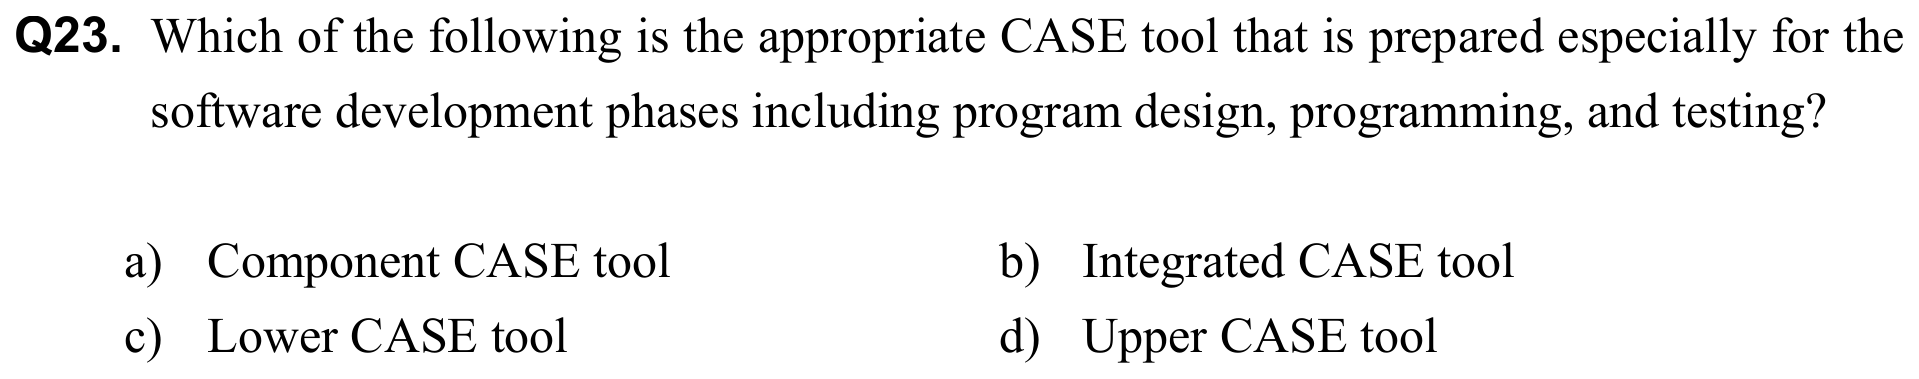 Q23. Which of the following is the appropriate CASE tool that is prepared especially for the
software development phases including program design, programming, and testing?
a) Component CASE tool b) Integrated CASE tool
c) Lower CASE tool d) Upper CASE tool